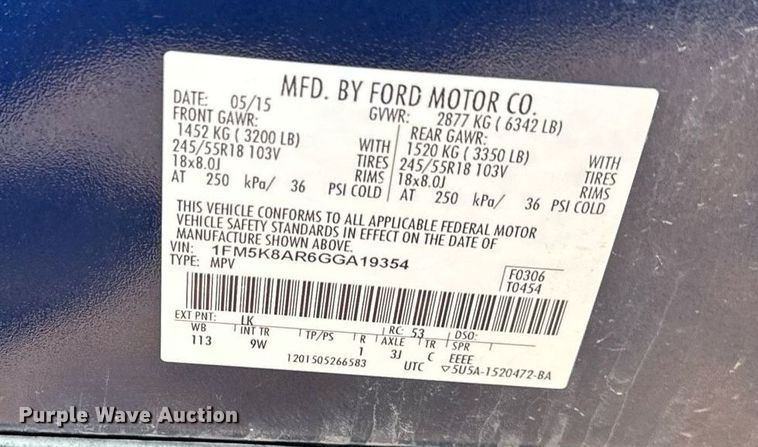 MFD. BY FORD MOTOR CO.
DATE: 05/15 GVWR: 2877 KG ( 6342 LB)
FRONT GAWR: REAR GAWR:
1452 KG ( 3200 LB) WITH 1520 KG ( 3350 LB) WITH
245/55R18 103V TIRES 245/55R18 103V TIRES
18x8.0J RIMS 18x8.0J RIMS
AT 250 kPa/ 36 PSI COLD AT 250 kPa/ 36 PSI COLD
THIS VEHICLE CONFORMS TO ALL APPLICABLE FEDERAL MOTOR
VEHICLE SAFETY STANDARDS IN EFFECT ON THE DATE OF
MANUFACTURE SHOWN ABOVE.
VIN: 1FM5K8AR6GGA19354
TYPE: MPV
F0306
T0454
EXT PNT: LK RC: 53 DSO:
WB INT TR TP/PS R AXLE TR SPR
113 9W 1 3J C EEEE
1201505266583 UTC ▽5U5A-1520472-BA
Purple Wave Auction